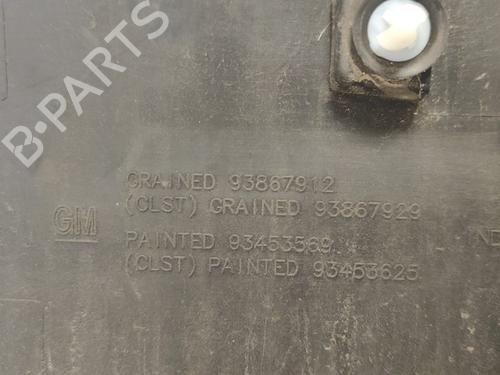 B-PARTS
GRAINED 93867912
(CLST) GRAINED 93867929
GM
PAINTED 93453569
(CLST) PAINTED 93453625